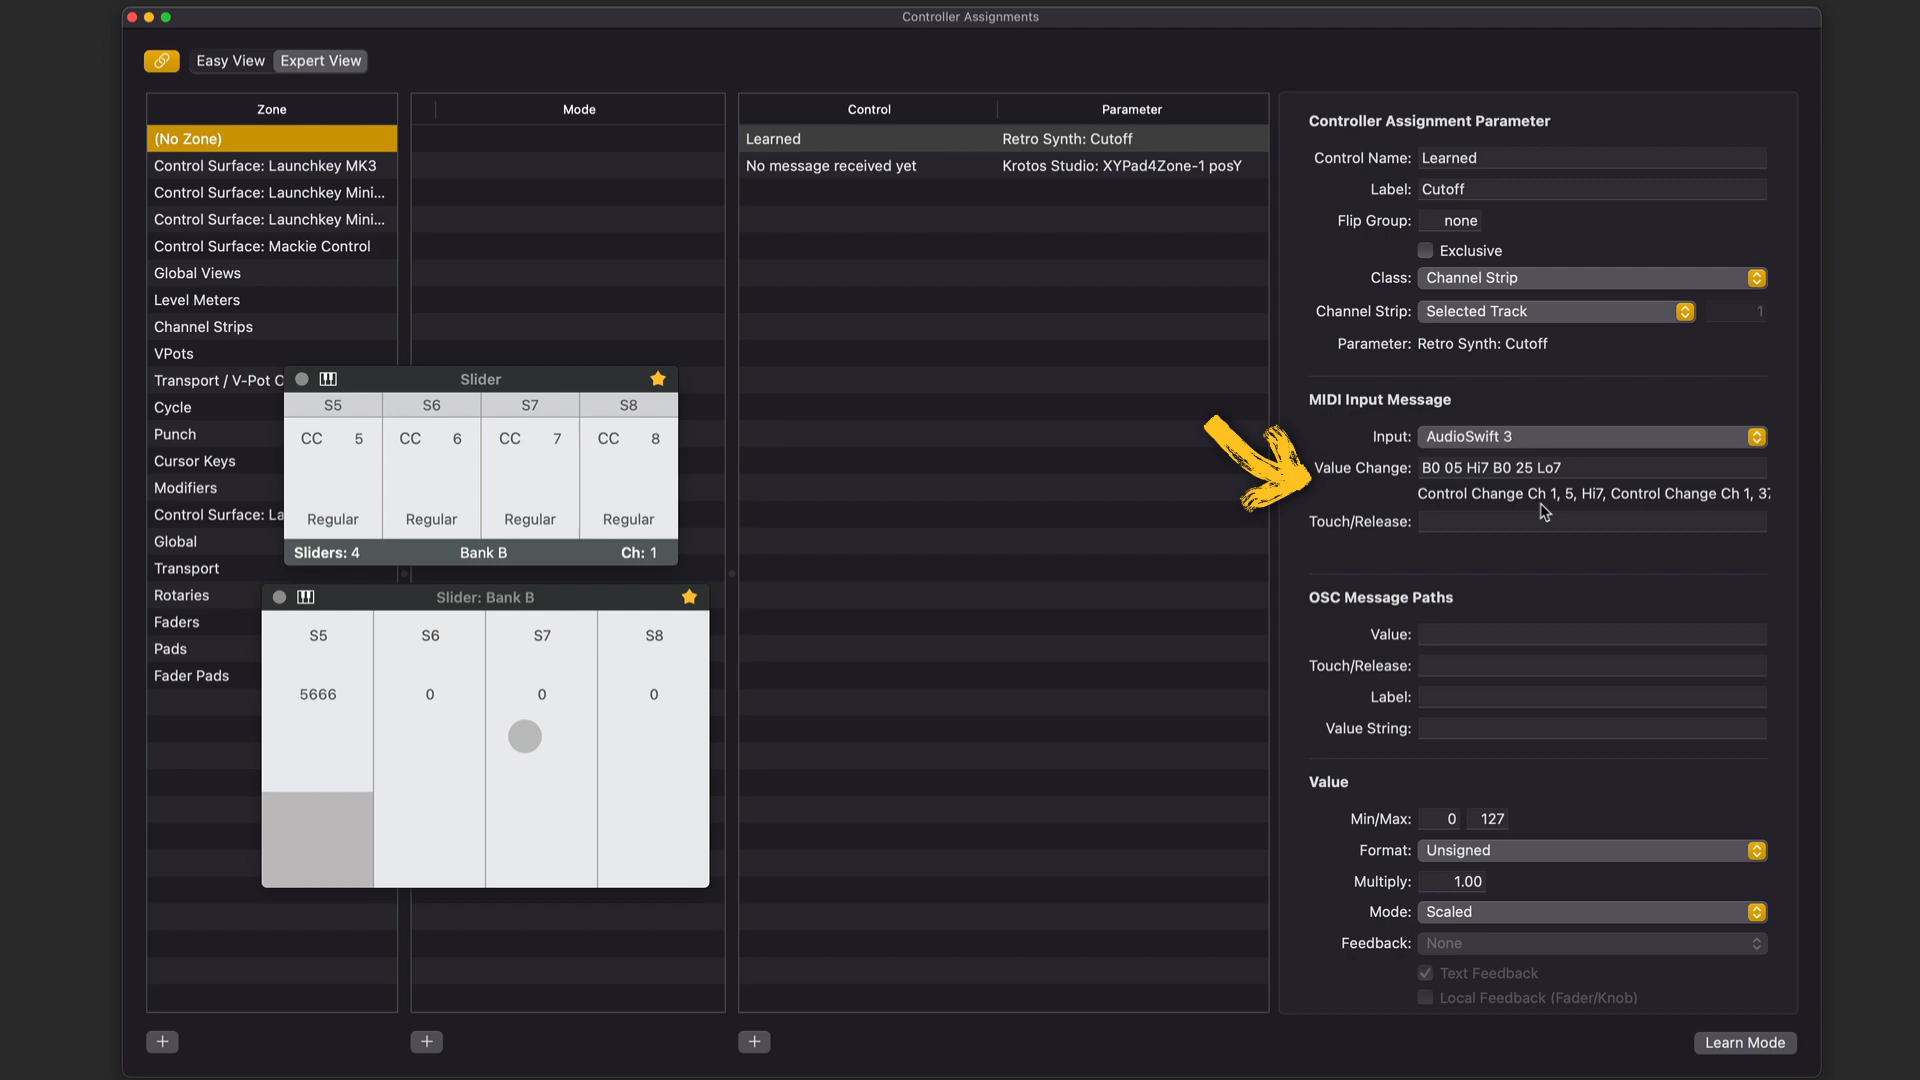 Controller Assignments
Easy View
Expert View
Zone
(No Zone)
Control Surface: Launchkey MK3
Control Surface: Launchkey Mini...
Control Surface: Launchkey Mini...
Control Surface: Mackie Control
Global Views
Level Meters
Channel Strips
VPots
Transport / V-Pot C
Cycle
Punch
Cursor Keys
Modifiers
Control Surface: La
Global
Transport
Rotaries
Faders
Pads
Fader Pads
Mode
Slider
S5 S6 S7 S8
CC 5 CC 6 CC 7 CC 8
Regular Regular Regular Regular
Sliders: 4 Bank B Ch: 1
Slider: Bank B
S5 S6 S7 S8
5666 0 0 0
Control Parameter
Learned Retro Synth: Cutoff
No message received yet Krotos Studio: XYPad4Zone-1 posY
Controller Assignment Parameter
Control Name: Learned
Label: Cutoff
Flip Group: none
Exclusive
Class: Channel Strip
Channel Strip: Selected Track 1
Parameter: Retro Synth: Cutoff
MIDI Input Message
Input: AudioSwift 3
Value Change: B0 05 Hi7 B0 25 Lo7
Control Change Ch 1, 5, Hi7, Control Change Ch 1, 37
Touch/Release:
OSC Message Paths
Value:
Touch/Release:
Label:
Value String:
Value
Min/Max: 0 127
Format: Unsigned
Multiply: 1.00
Mode: Scaled
Feedback: None
Text Feedback
Local Feedback (Fader/Knob)
Learn Mode